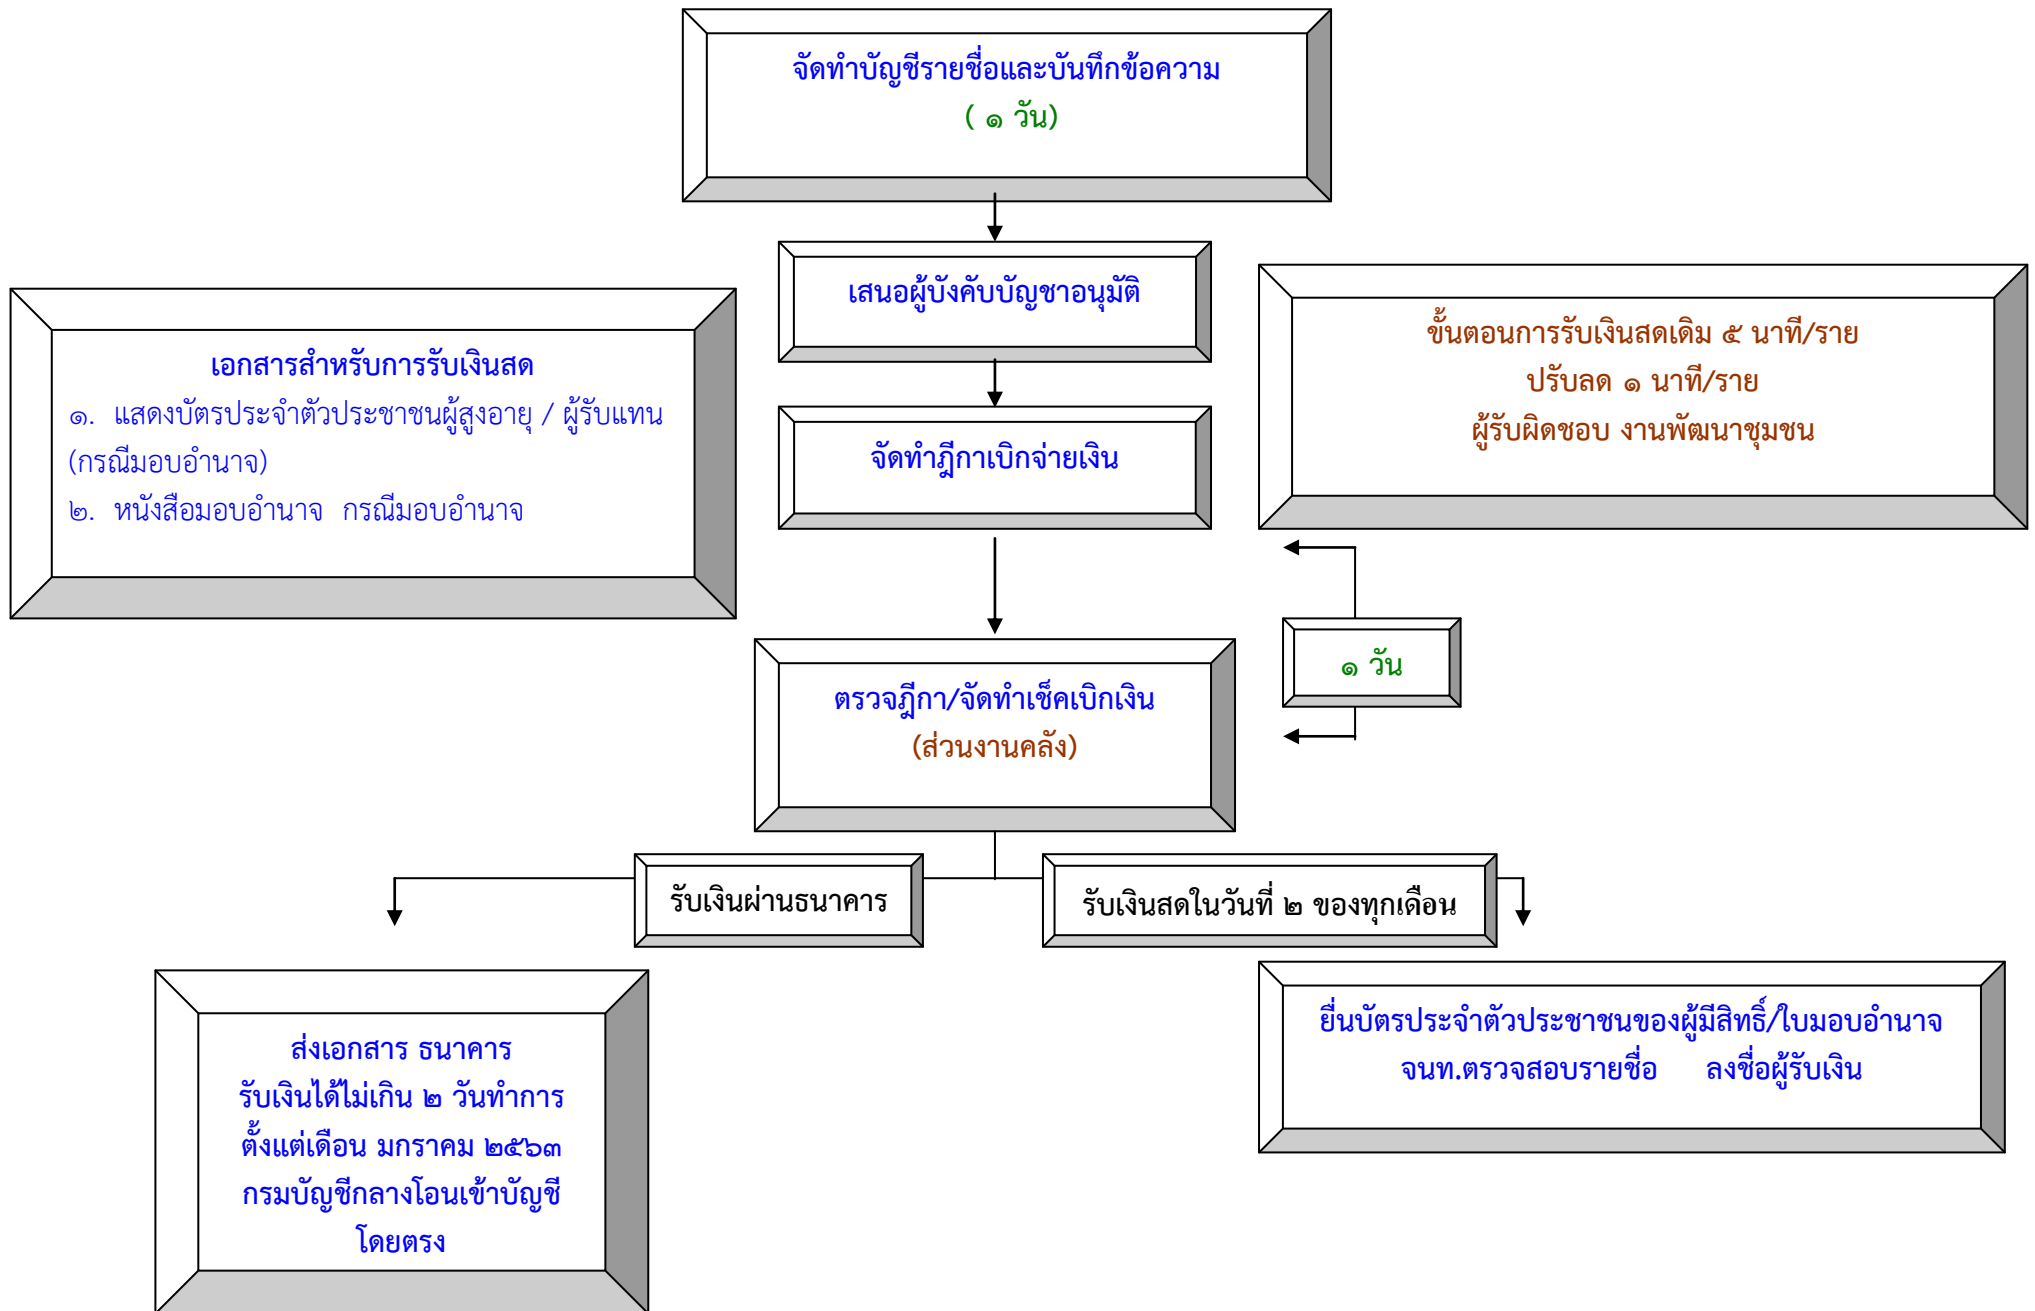 จัดทำบัญชีรายชื่อและบันทึกข้อความ
( ๑ วัน)
เสนอผู้บังคับบัญชาอนุมัติ
เอกสารสำหรับการรับเงินสด
๑. แสดงบัตรประจำตัวประชาชนผู้สูงอายุ / ผู้รับแทน
(กรณีมอบอำนาจ)
๒. หนังสือมอบอำนาจ กรณีมอบอำนาจ
ขั้นตอนการรับเงินสดเดิม ๕ นาที/ราย
ปรับลด ๑ นาที/ราย
ผู้รับผิดชอบ งานพัฒนาชุมชน
จัดทำฎีกาเบิกจ่ายเงิน
๑ วัน
ตรวจฎีกา/จัดทำเช็คเบิกเงิน
(ส่วนงานคลัง)
รับเงินผ่านธนาคาร
รับเงินสดในวันที่ ๒ ของทุกเดือน
ส่งเอกสาร ธนาคาร
รับเงินได้ไม่เกิน ๒ วันทำการ
ตั้งแต่เดือน มกราคม ๒๕๖๓
กรมบัญชีกลางโอนเข้าบัญชี
โดยตรง
ยื่นบัตรประจำตัวประชาชนของผู้มีสิทธิ์/ใบมอบอำนาจ
จนท.ตรวจสอบรายชื่อ ลงชื่อผู้รับเงิน